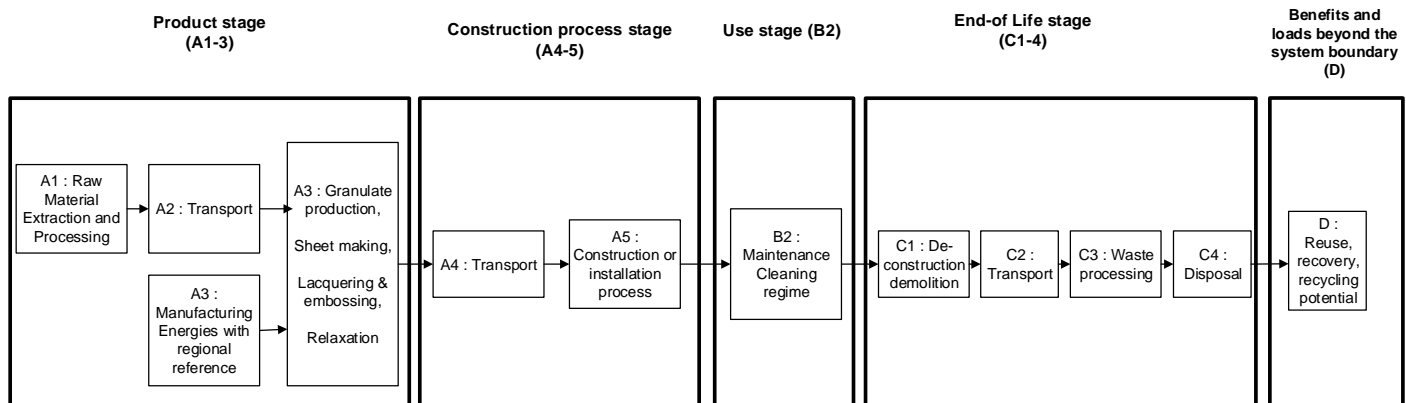 Product stage
(A1-3)
Construction process stage
(A4-5)
Use stage (B2)
End-of Life stage
(C1-4)
Benefits and
loads beyond the
system boundary
(D)
A1 : Raw
Material
Extraction and
Processing
A2 : Transport
A3 :
Manufacturing
Energies with
regional
reference
A3 : Granulate
production,
Sheet making,
Lacquering &
embossing,
Relaxation
A4 : Transport
A5 :
Construction or
installation
process
B2 :
Maintenance
Cleaning
regime
C1 : De-
construction
demolition
C2 :
Transport
C3 : Waste
processing
C4 :
Disposal
D :
Reuse,
recovery,
recycling
potential